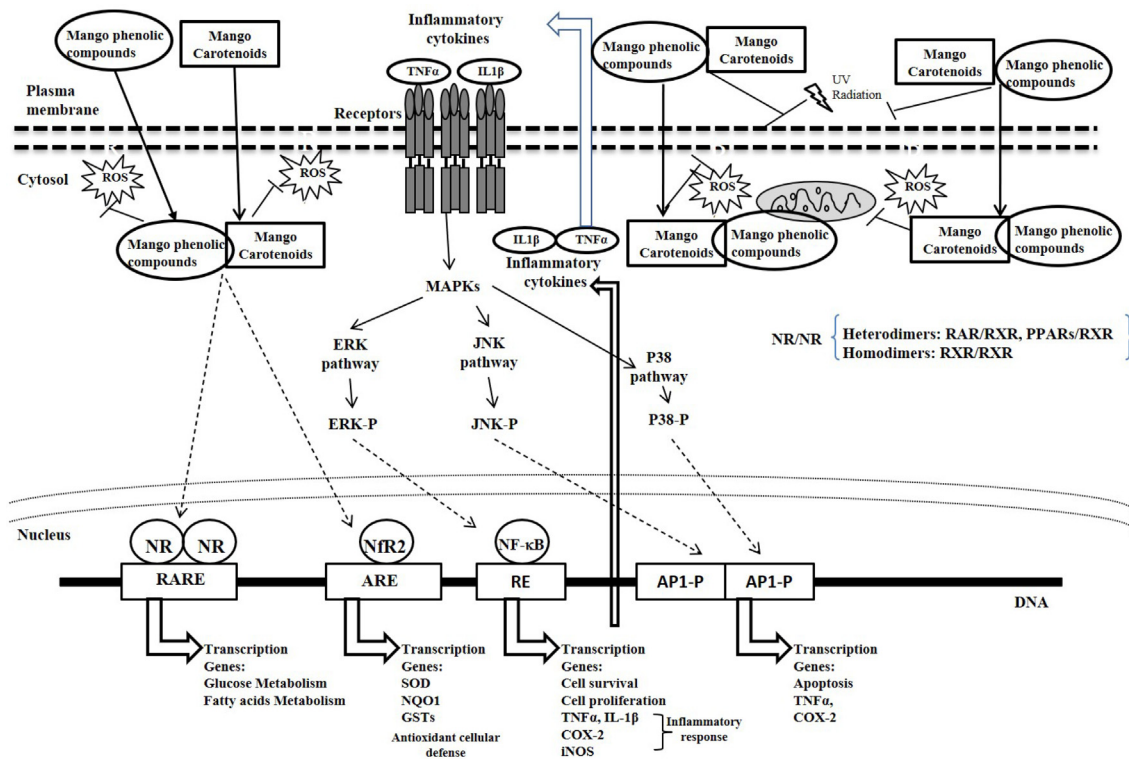 Mango phenolic
compounds
Mango
Carotenoids
Inflammatory
cytokines
TNFα
IL1β
Mango phenolic
compounds
Mango
Carotenoids
Mango
Carotenoids
Mango phenolic
compounds
UV
Radiation
Plasma
membrane
Receptors
Cytosol
ROS
ROS
ROS
ROS
Mango phenolic
compounds
Mango
Carotenoids
IL1β
TNFα
Inflammatory
cytokines
Mango
Carotenoids
Mango phenolic
compounds
Mango
Carotenoids
Mango phenolic
compounds
MAPKs
NR/NR
Heterodimers: RAR/RXR, PPARs/RXR
Homodimers: RXR/RXR
ERK
pathway
JNK
pathway
P38
pathway
ERK-P
JNK-P
P38-P
Nucleus
NR
NR
NfR2
NF-κB
RARE
ARE
RE
AP1-P
AP1-P
DNA
Transcription
Genes:
Glucose Metabolism
Fatty acids Metabolism
Transcription
Genes:
SOD
NQO1
GSTs
Antioxidant cellular
defense
Transcription
Genes:
Cell survival
Cell proliferation
TNFα, IL-1β
COX-2
iNOS
Inflammatory
response
Transcription
Genes:
Apoptosis
TNFα,
COX-2